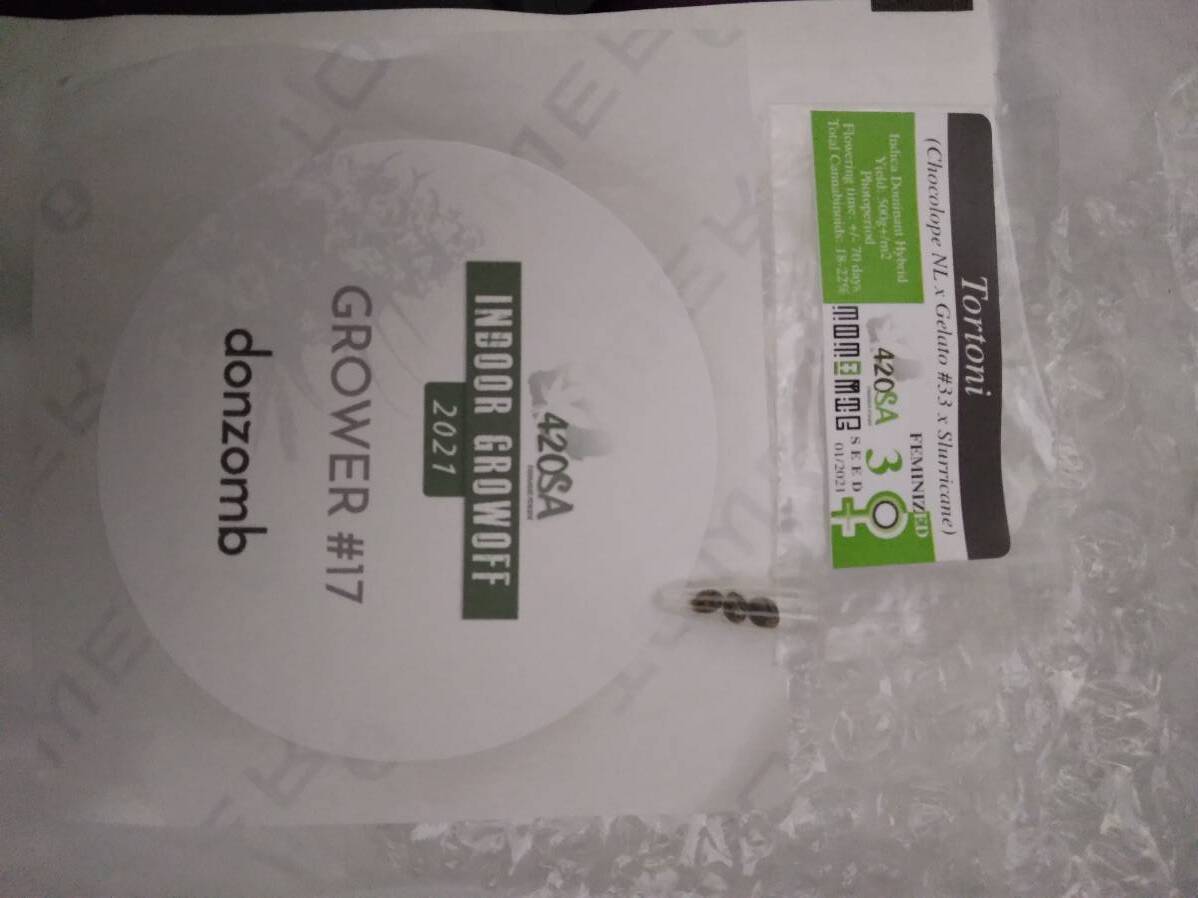 Tortoni
(Chocolope NL x Gelato #33 x Slurricane)
Indica Dominant Hybrid
Yield: 500g+/m2
Photoperiod
Flowering time: +/- 70 days
Total Cannabinoids: 18-22%
420SA
FEMINIZED
3
SEED
01/2021
420SA
INDOOR GROWOFF
2021
GROWER #17
donzomb